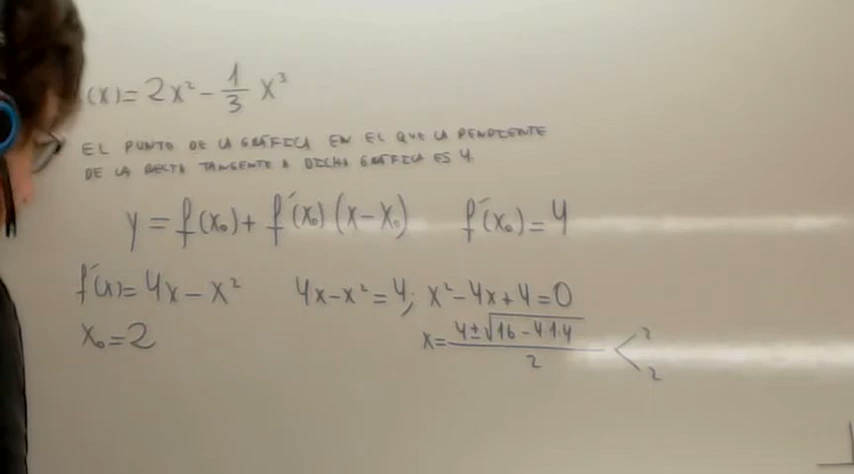 (x) = 2x² - 1/3 x³
EL PUNTO DE LA GRÁFICA EN EL QUE LA PENDIENTE
DE LA RECTA TANGENTE A DICHA GRÁFICA ES 4.
y = f(x₀) + f'(x₀)(x - x₀) f'(x₀) = 4
f'(x) = 4x - x² 4x - x² = 4; x² - 4x + 4 = 0
x₀ = 2 x = (4 ± √(16 - 4·1·4)) / 2 < 2 2